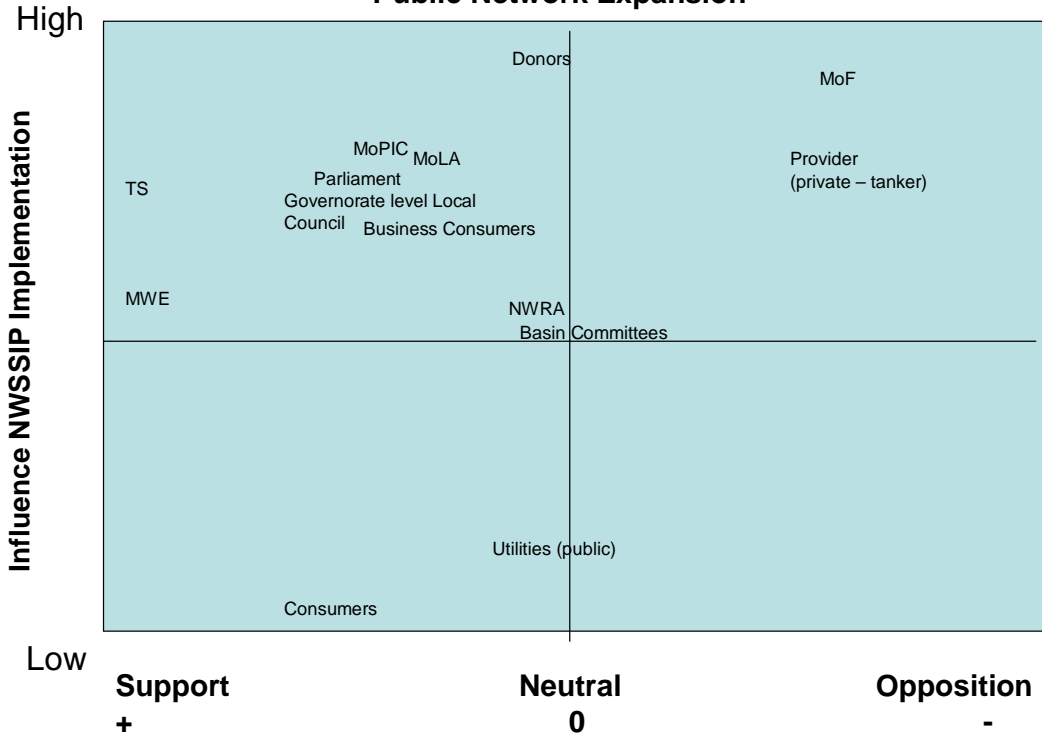 Public Network Expansion
High
Donors
MoF
MoPIC
MoLA
Provider
(private – tanker)
Parliament
TS
Governorate level Local
Council
Business Consumers
MWE
NWRA
Basin Committees
Influence NWSSIP Implementation
Utilities (public)
Consumers
Low
Support
Neutral
Opposition
+
0
-